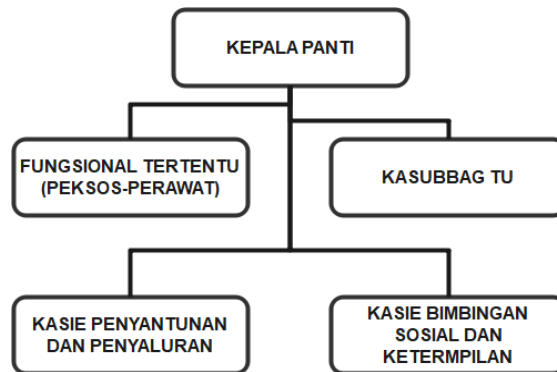 KEPALA PANTI
FUNGSIONAL TERTENTU
(PEKSOS-PERAWAT)
KASUBBAG TU
KASIE PENYANTUNAN
DAN PENYALURAN
KASIE BIMBINGAN
SOSIAL DAN
KETERMPILAN